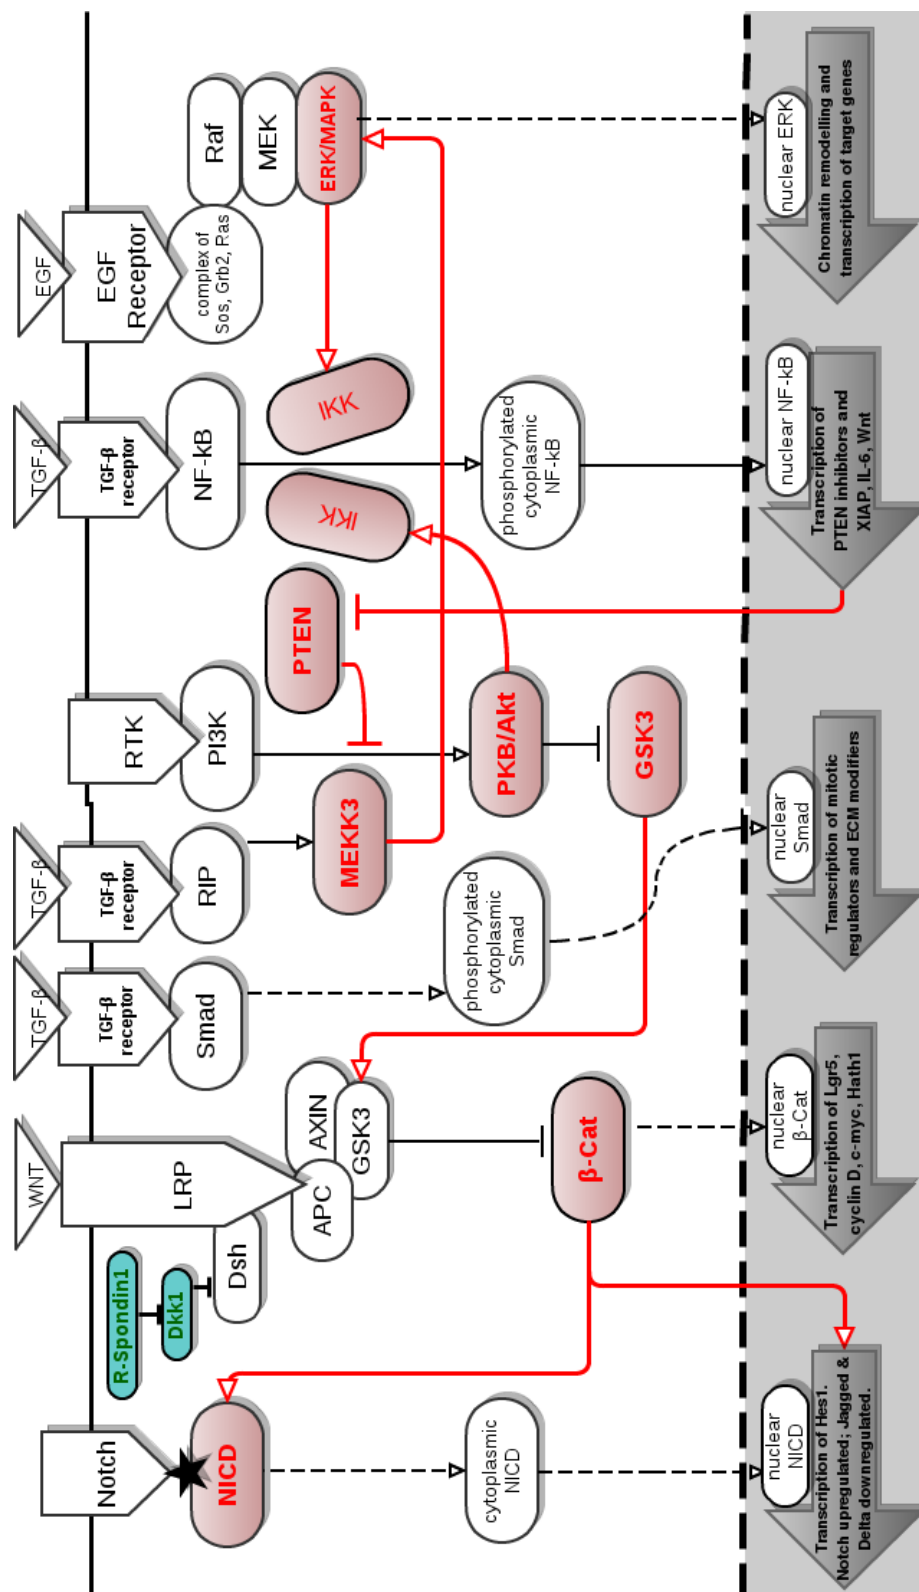 Notch
NICD
cytoplasmic
NICD
nuclear
NICD
Transcription of Hes1.
Notch upregulated; Jagged &
Delta downregulated.
R-Spondin1
Dkk1
WNT
LRP
Dsh
APC
AXIN
GSK3
β-Cat
nuclear
β-Cat
Transcription of Lgr5,
cyclin D, c-myc, Hath1
TGF-β
TGF-β
receptor
Smad
phosphorylated
cytoplasmic
Smad
nuclear
Smad
Transcription of mitotic
regulators and ECM modifiers
TGF-β
TGF-β
receptor
RIP
MEKK3
RTK
PI3K
PTEN
PKB/Akt
GSK3
TGF-β
TGF-β
receptor
NF-kB
IKK
IKK
phosphorylated
cytoplasmic
NF-kB
nuclear NF-kB
Transcription of
PTEN inhibitors and
XIAP, IL-6, Wnt
EGF
EGF
Receptor
complex of
Sos, Grb2, Ras
Raf
MEK
ERK/MAPK
nuclear ERK
Chromatin remodelling and
transcription of target genes